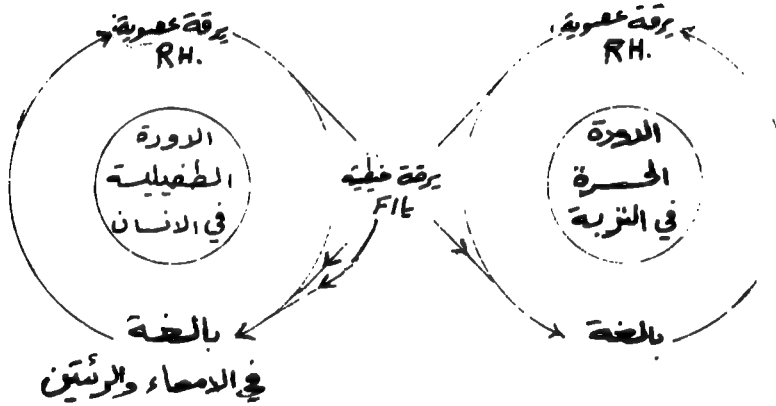 يرقة عصوية
RH.
يرقة عصوية
RH.
الدورة
الطفيلية
في الانسان
يرقة خيطية
Fil
الدورة
الحرة
في التربة
بالغة
في الامعاء والرئتين
بالغة